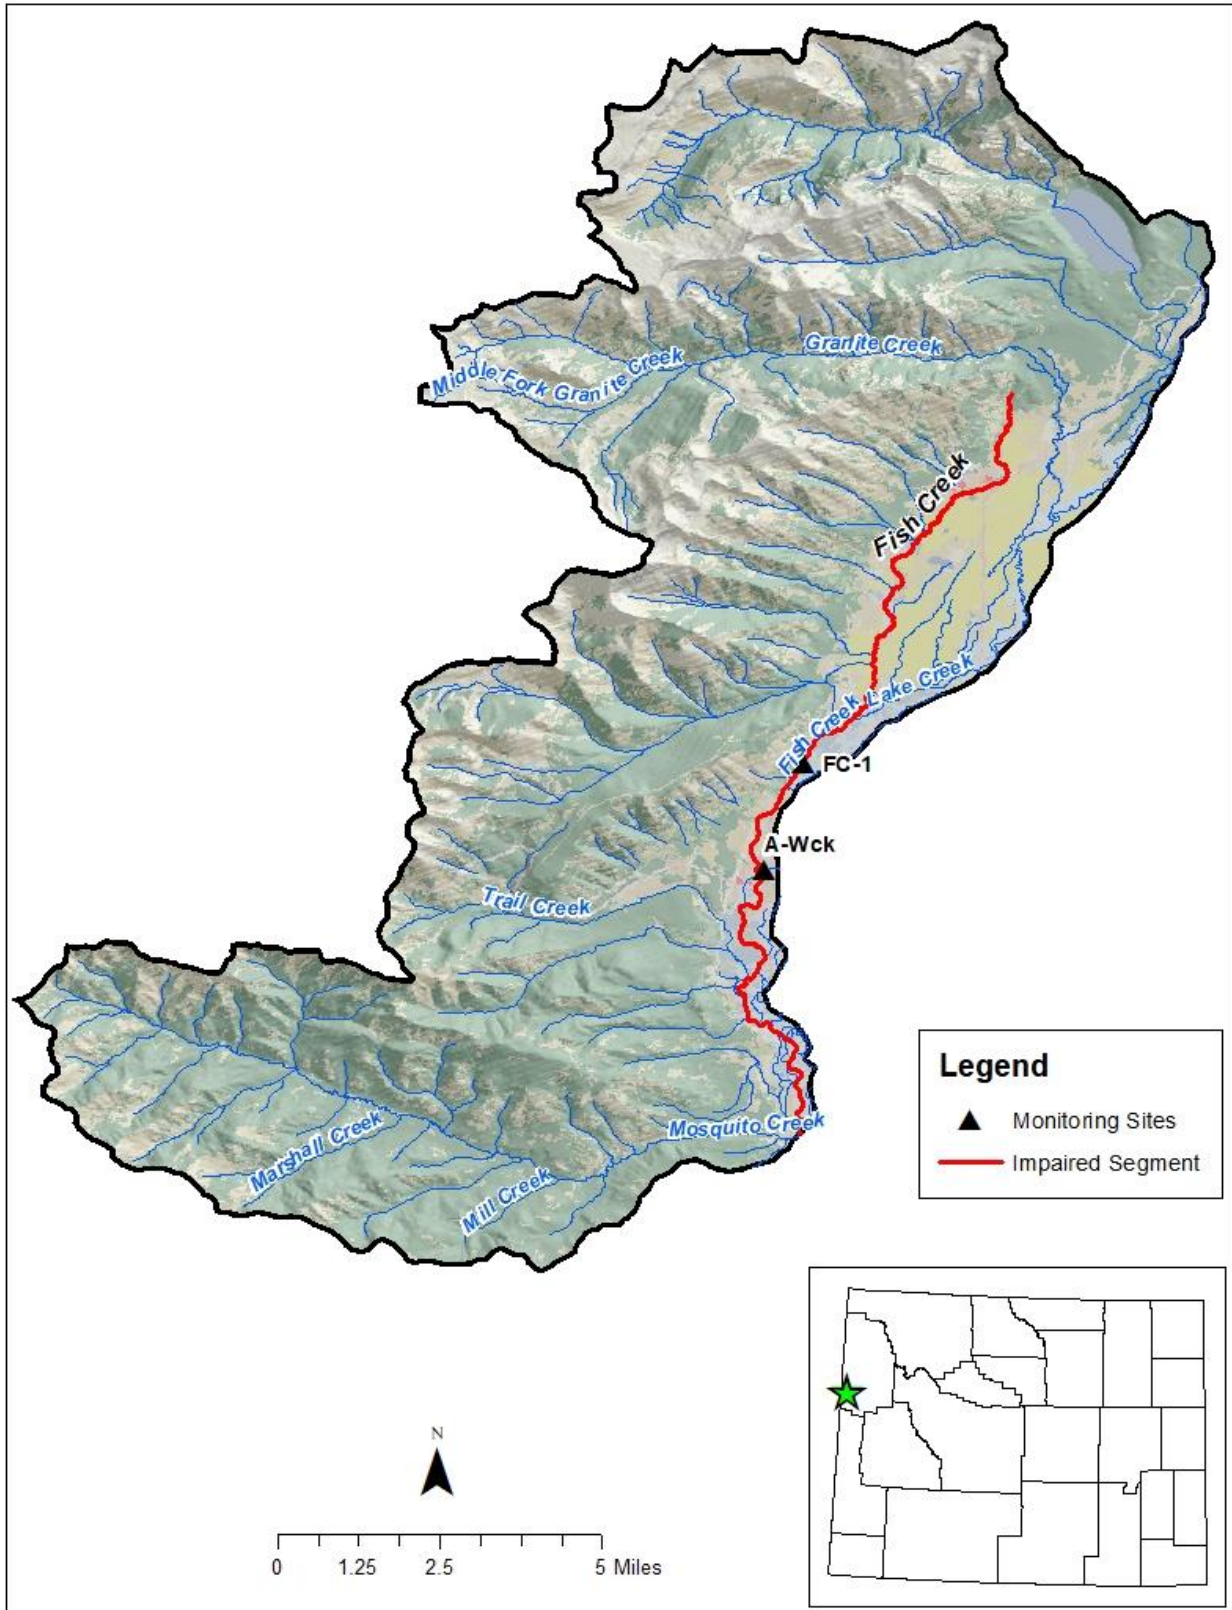 Granite Creek
Middle Fork Granite Creek
Fish Creek
Lake Creek
Fish Creek
FC-1
A-Wck
Trail Creek
Mosquito Creek
Marshall Creek
Mill Creek
Legend
Monitoring Sites
Impaired Segment
N
0 1.25 2.5 5 Miles